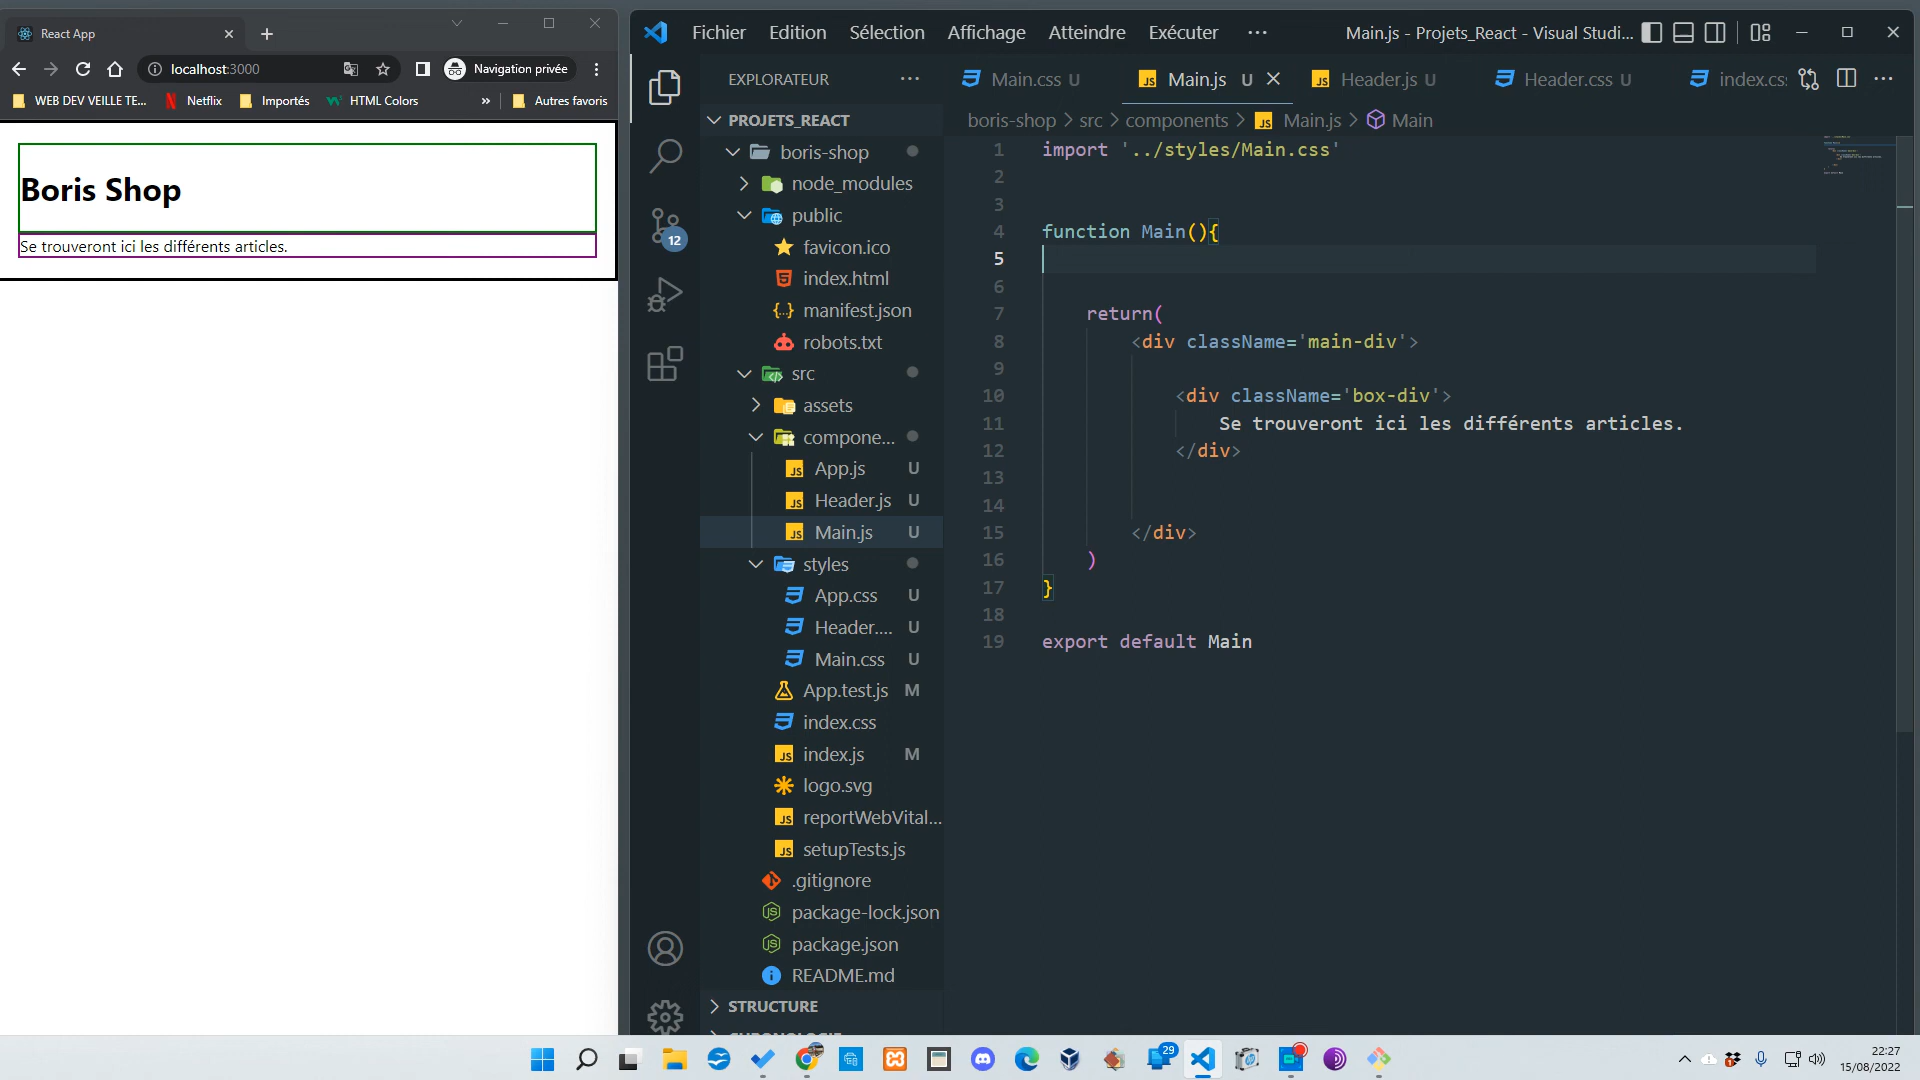 React App
localhost:3000
Navigation privée
WEB DEV VEILLE TE...
Netflix
Importés
HTML Colors
»
Autres favoris
Boris Shop
Se trouveront ici les différents articles.
Fichier
Edition
Sélection
Affichage
Atteindre
Exécuter
···
Main.js - Projets_React - Visual Studi...
EXPLORATEUR
···
Main.css U
Main.js U
Header.js U
Header.css U
index.cs
···
PROJETS_REACT
boris-shop
node_modules
public
favicon.ico
index.html
manifest.json
robots.txt
src
assets
compone...
App.js U
Header.js U
Main.js U
styles
App.css U
Header.... U
Main.css U
App.test.js M
index.css
index.js M
logo.svg
reportWebVital...
setupTests.js
.gitignore
package-lock.json
package.json
README.md
STRUCTURE
12
boris-shop > src > components > Main.js > Main
1 import '../styles/Main.css'
2
3
4 function Main(){
5
6
7 return(
8 <div className='main-div'>
9
10 <div className='box-div'>
11 Se trouveront ici les différents articles.
12 </div>
13
14
15 </div>
16 )
17 }
18
19 export default Main
29
22:27
15/08/2022